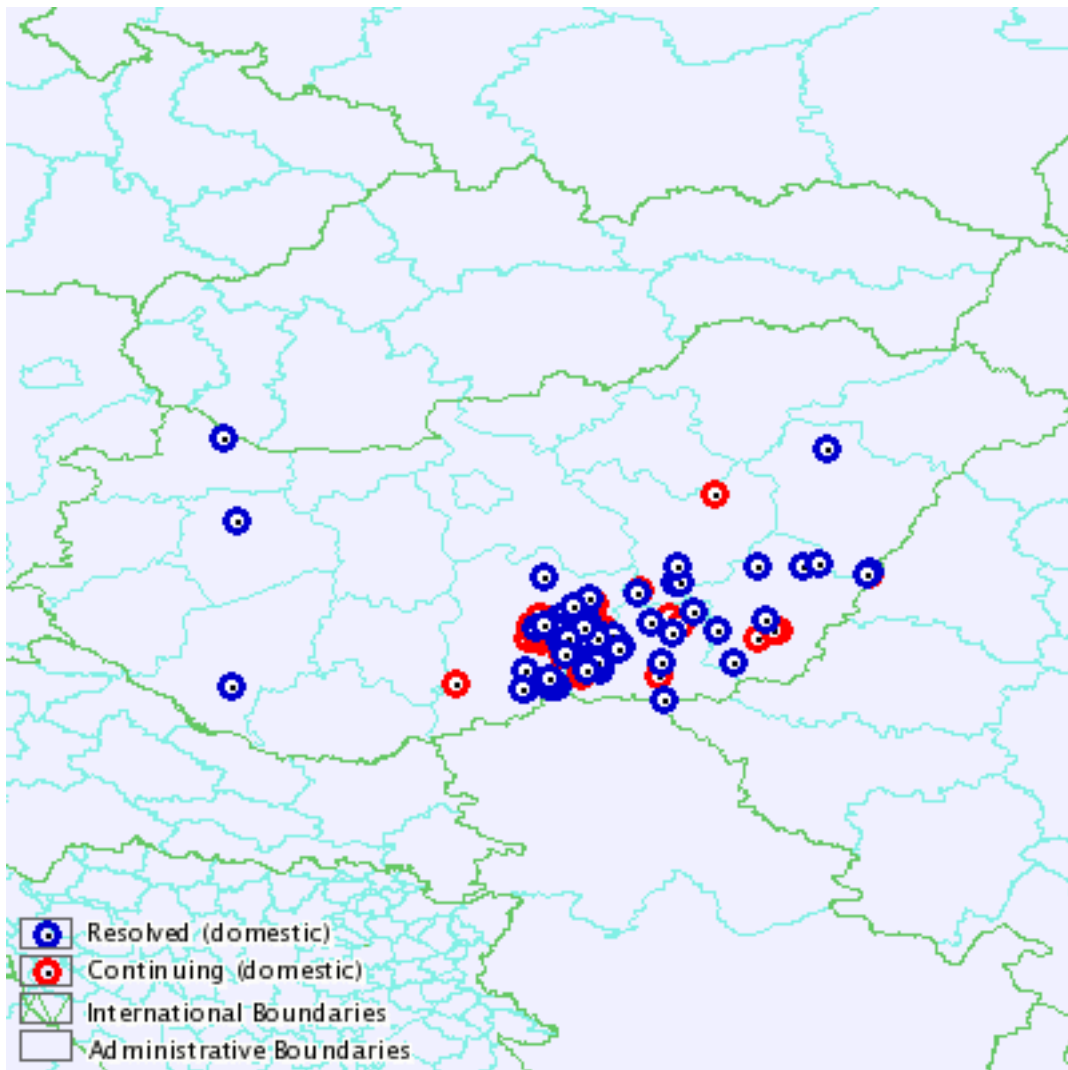 Resolved (domestic)
Continuing (domestic)
International Boundaries
Administrative Boundaries